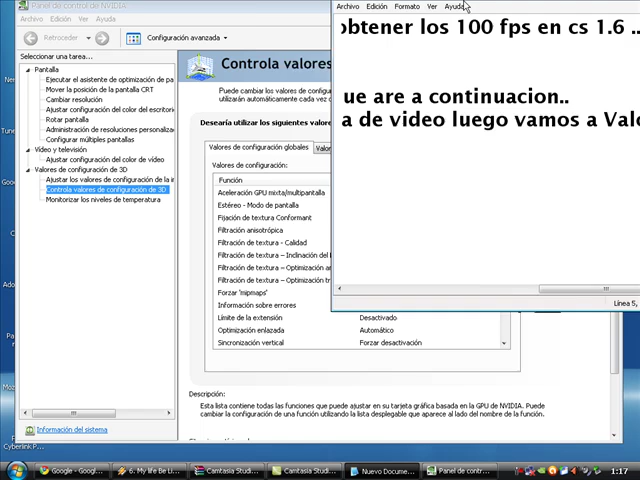 Panel de control de NVIDIA
Archivo Edición Ver Ayuda
Retroceder
Configuración avanzada
Seleccionar una tarea...
Pantalla
Ejecutar el asistente de optimización de pa
Mover la posición de la pantalla CRT
Cambiar resolución
Ajustar configuración del color del escritori
Rotar pantalla
Administración de resoluciones personaliza
Configurar múltiples pantallas
Vídeo y televisión
Ajustar configuración del color de vídeo
Valores de configuración de 3D
Ajustar los valores de configuración de la i
Controla valores de configuración de 3D
Monitorizar los niveles de temperatura
Información del sistema
Controla valores
Puede cambiar los valores de configu
utilizarán automáticamente cada vez
Desearía utilizar los siguientes valore
Valores de configuración globales
Valor
Valores de configuración:
Función
Aceleración GPU mixta/multipantalla
Estéreo - Modo de pantalla
Fijación de textura Conformant
Filtración anisotrópica
Filtración de textura - Calidad
Filtración de textura – Inclinación del
Filtración de textura – Optimización an
Filtración de textura – Optimización tri
Forzar 'mipmaps'
Información sobre errores
Límite de la extensión Desactivado
Optimización enlazada Automático
Sincronización vertical Forzar desactivación
Descripción:
Esta lista contiene todas las funciones que puede ajustar en su tarjeta gráfica basada en la GPU de NVIDIA. Puede
cambiar la configuración de una función utilizando la lista desplegable que aparece al lado del nombre de la función.
Archivo Edición Formato Ver Ayuda
obtener los 100 fps en cs 1.6 ..
ue are a continuacion..
a de video luego vamos a Valo
Línea 5,
CyberLink P...
Google - Googl...
6. My life Be Li...
Camtasia Studi...
Camtasia Studi...
Nuevo Docume...
Panel de contr...
1:17